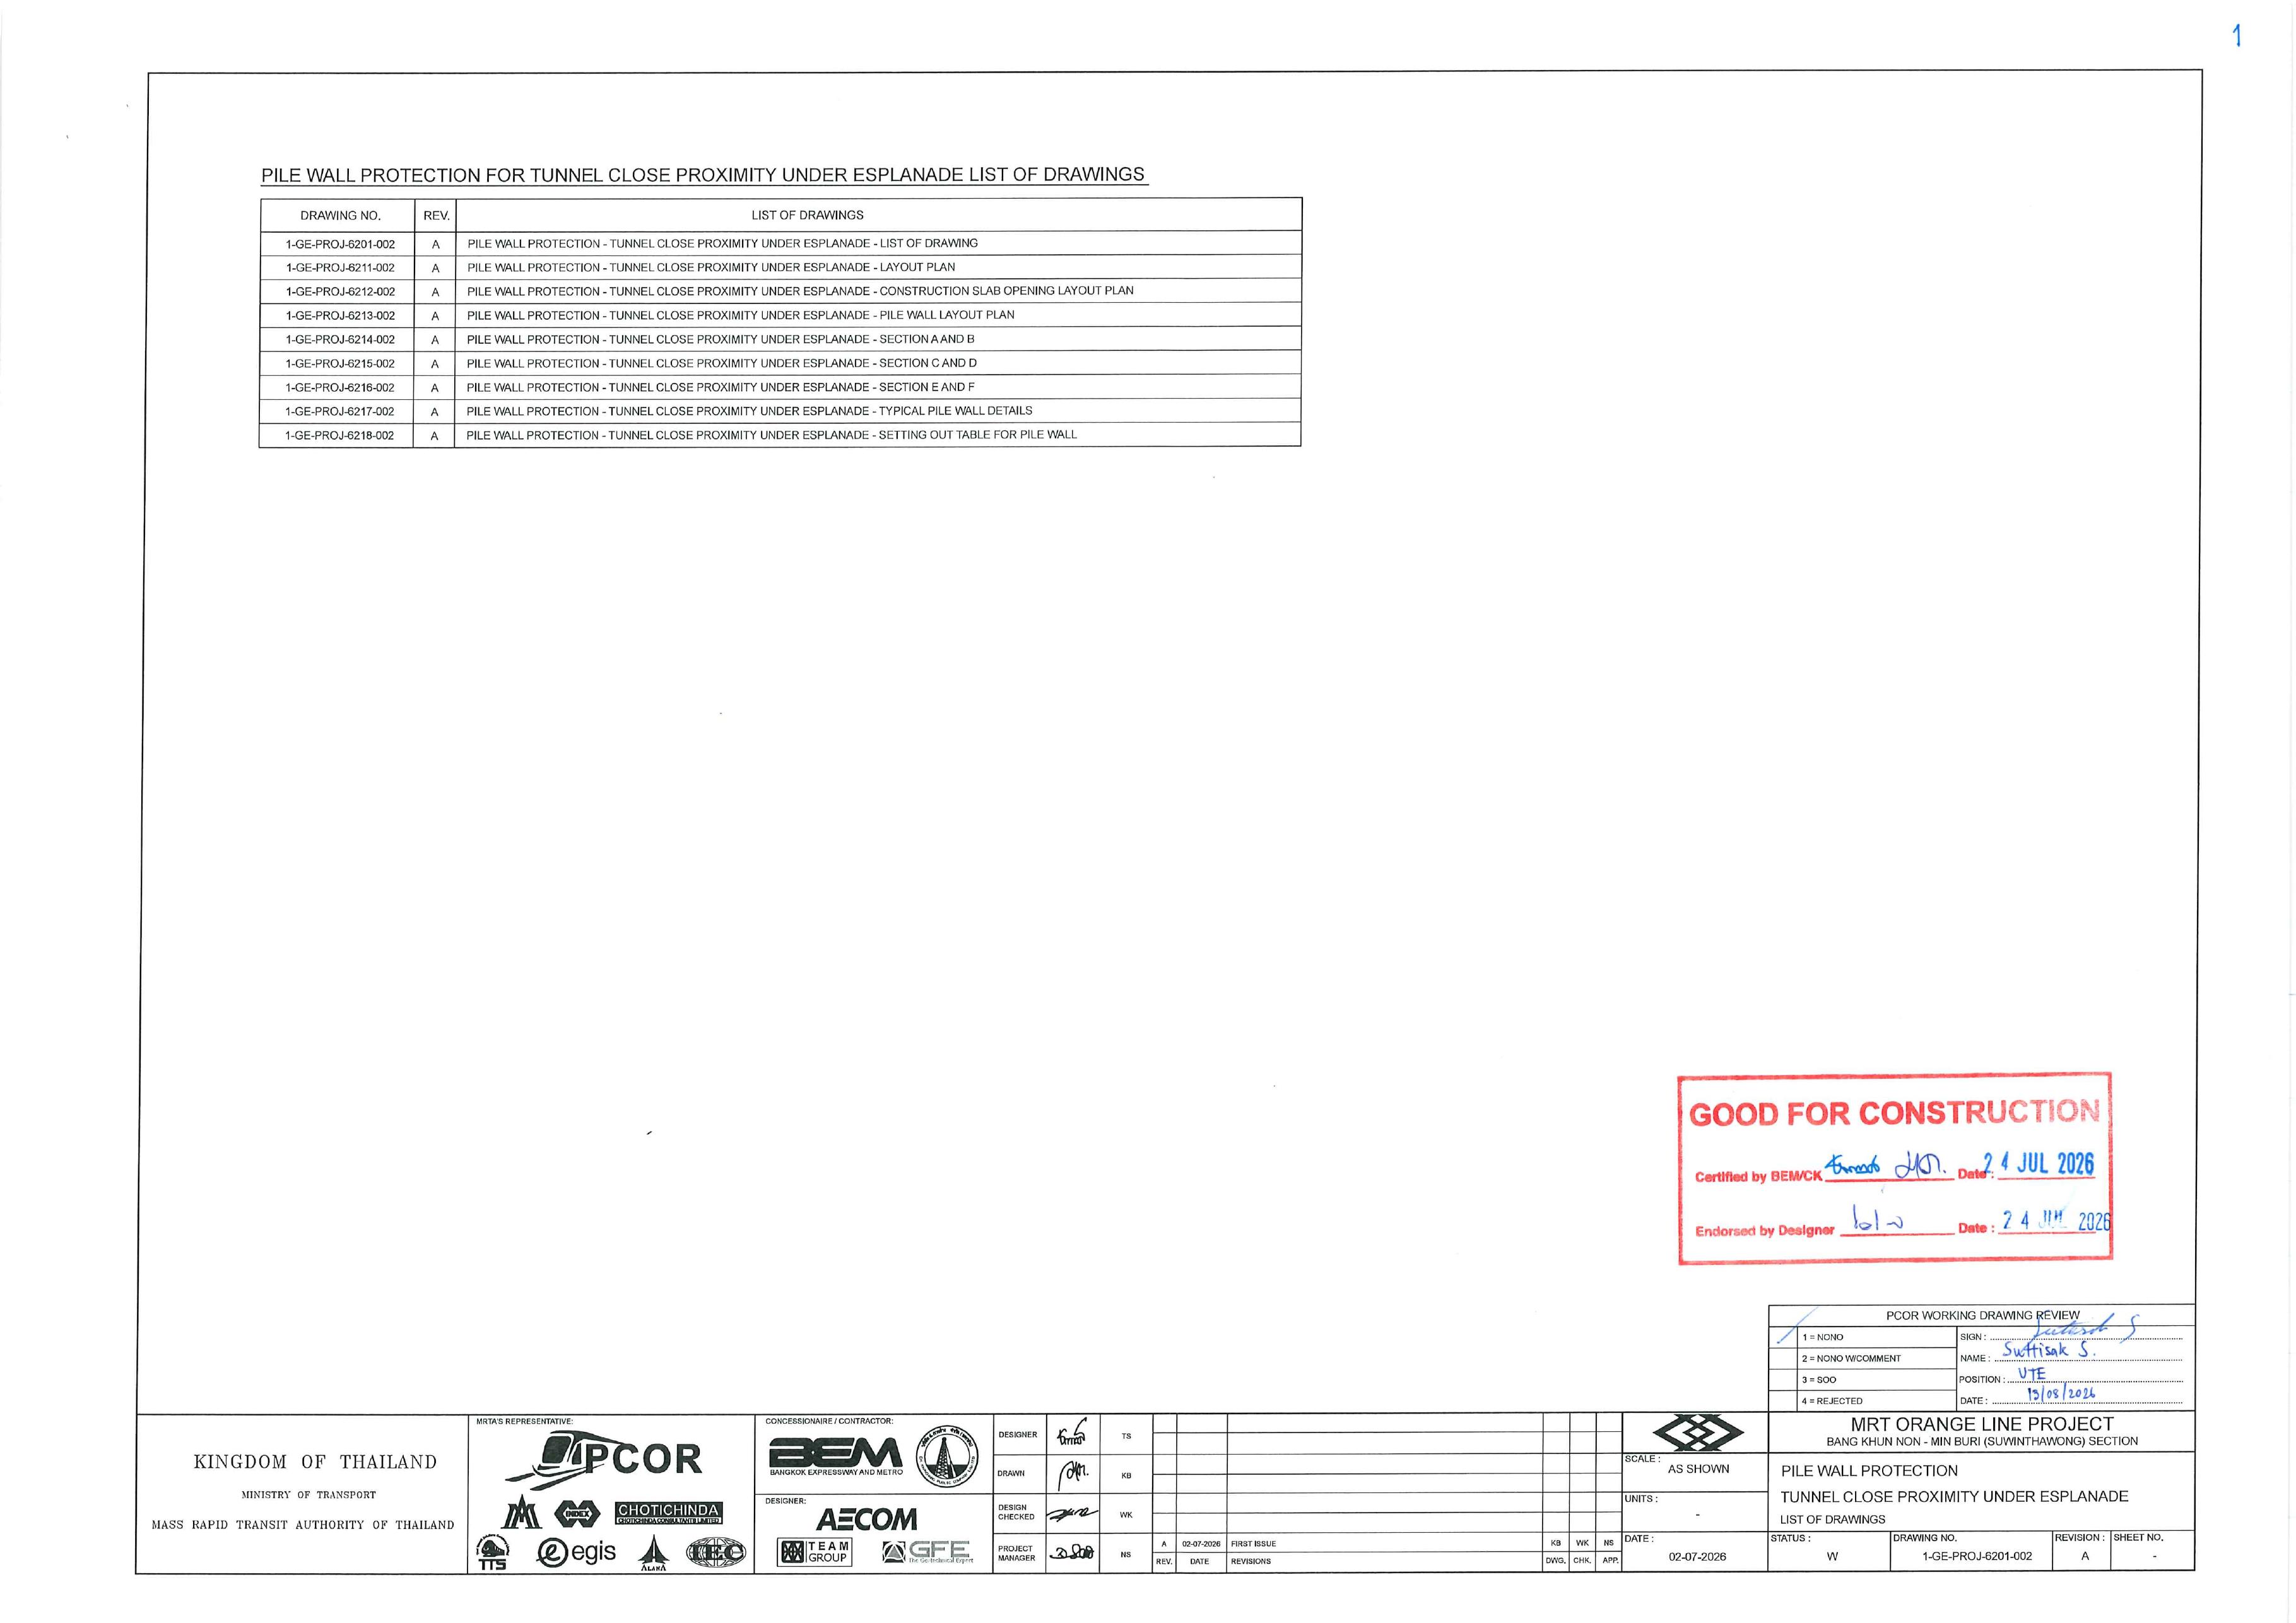 1
PILE WALL PROTECTION FOR TUNNEL CLOSE PROXIMITY UNDER ESPLANADE LIST OF DRAWINGS
DRAWING NO. REV. LIST OF DRAWINGS
1-GE-PROJ-6201-002 A PILE WALL PROTECTION - TUNNEL CLOSE PROXIMITY UNDER ESPLANADE - LIST OF DRAWING
1-GE-PROJ-6211-002 A PILE WALL PROTECTION - TUNNEL CLOSE PROXIMITY UNDER ESPLANADE - LAYOUT PLAN
1-GE-PROJ-6212-002 A PILE WALL PROTECTION - TUNNEL CLOSE PROXIMITY UNDER ESPLANADE - CONSTRUCTION SLAB OPENING LAYOUT PLAN
1-GE-PROJ-6213-002 A PILE WALL PROTECTION - TUNNEL CLOSE PROXIMITY UNDER ESPLANADE - PILE WALL LAYOUT PLAN
1-GE-PROJ-6214-002 A PILE WALL PROTECTION - TUNNEL CLOSE PROXIMITY UNDER ESPLANADE - SECTION A AND B
1-GE-PROJ-6215-002 A PILE WALL PROTECTION - TUNNEL CLOSE PROXIMITY UNDER ESPLANADE - SECTION C AND D
1-GE-PROJ-6216-002 A PILE WALL PROTECTION - TUNNEL CLOSE PROXIMITY UNDER ESPLANADE - SECTION E AND F
1-GE-PROJ-6217-002 A PILE WALL PROTECTION - TUNNEL CLOSE PROXIMITY UNDER ESPLANADE - TYPICAL PILE WALL DETAILS
1-GE-PROJ-6218-002 A PILE WALL PROTECTION - TUNNEL CLOSE PROXIMITY UNDER ESPLANADE - SETTING OUT TABLE FOR PILE WALL
GOOD FOR CONSTRUCTION
Certified by BEM/CK Date : 24 JUL 2026
Endorsed by Designer Date : 24 JUL 2026
PCOR WORKING DRAWING REVIEW
1 = NONO SIGN :
2 = NONO W/COMMENT NAME : Suttisak S.
3 = SOO POSITION : UTE
4 = REJECTED DATE : 13/08/2026
KINGDOM OF THAILAND
MINISTRY OF TRANSPORT
MASS RAPID TRANSIT AUTHORITY OF THAILAND
MRTA'S REPRESENTATIVE:
PCOR
INDEX
CHOTICHINDA
CHOTICHINDA CONSULTANTS LIMITED
TTS
egis
ALMHA
IEC
CONCESSIONAIRE / CONTRACTOR:
BEM
BANGKOK EXPRESSWAY AND METRO
DESIGNER:
AECOM
TEAM GROUP
GFE
The Geotechnical Expert
DESIGNER TS
DRAWN KB
DESIGN CHECKED WK
PROJECT MANAGER NS
A 02-07-2026 FIRST ISSUE KB WK NS
REV. DATE REVISIONS DWG. CHK. APP.
SCALE : AS SHOWN
UNITS : -
DATE : 02-07-2026
MRT ORANGE LINE PROJECT
BANG KHUN NON - MIN BURI (SUWINTHAWONG) SECTION
PILE WALL PROTECTION
TUNNEL CLOSE PROXIMITY UNDER ESPLANADE
LIST OF DRAWINGS
STATUS : DRAWING NO. REVISION : SHEET NO.
W 1-GE-PROJ-6201-002 A -